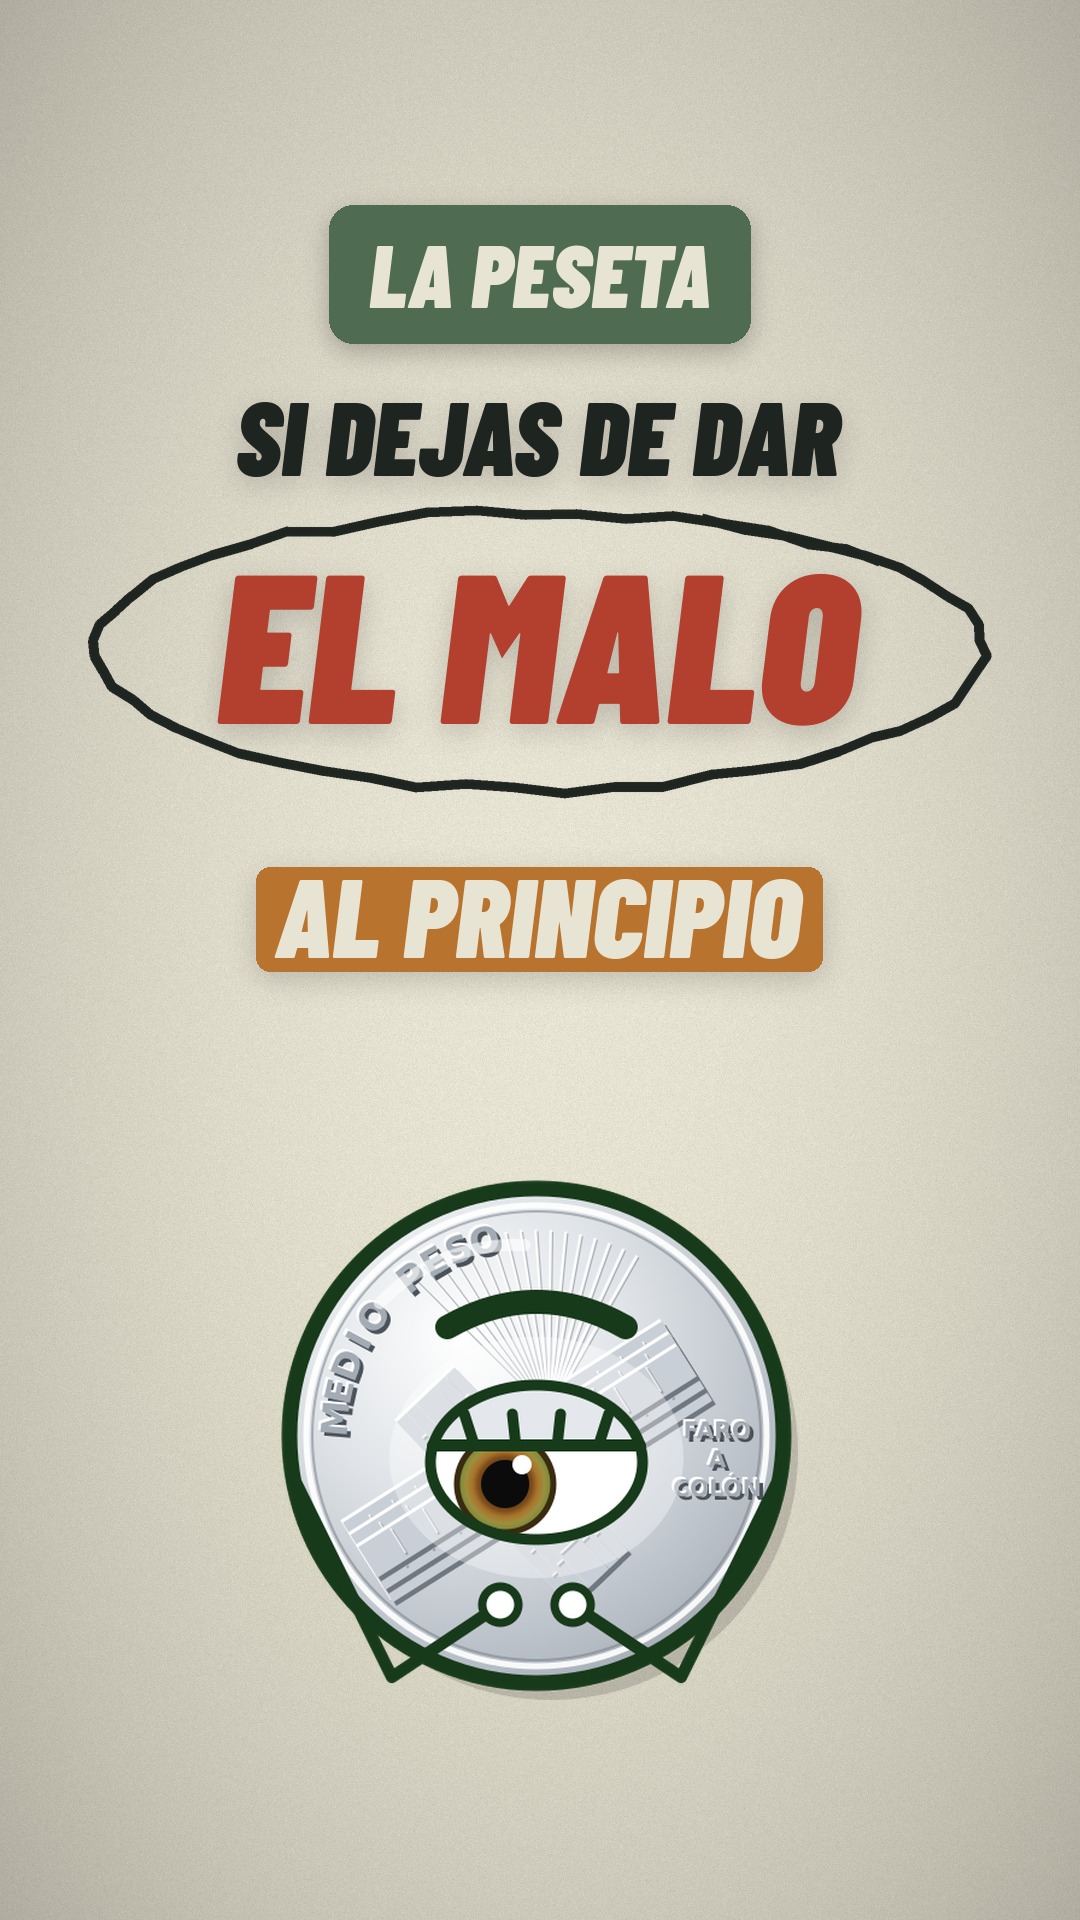 LA PESETA
SI DEJAS DE DAR
EL MALO
AL PRINCIPIO
MEDIO PESO
FARO
A
COLÓN